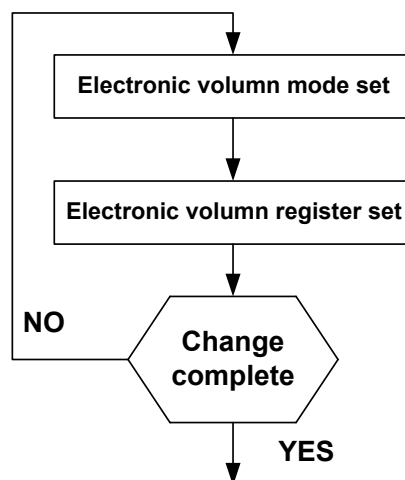 Electronic volumn mode set
Electronic volumn register set
NO
Change
complete
YES